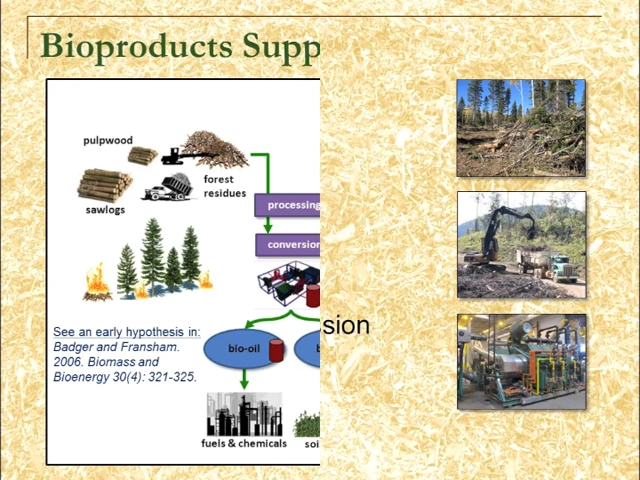 Bioproducts Supp
pulpwood
forest
residues
sawlogs
processing
conversion
sion
See an early hypothesis in:
Badger and Fransham.
2006. Biomass and
Bioenergy 30(4): 321-325.
bio-oil
b
fuels & chemicals
soi